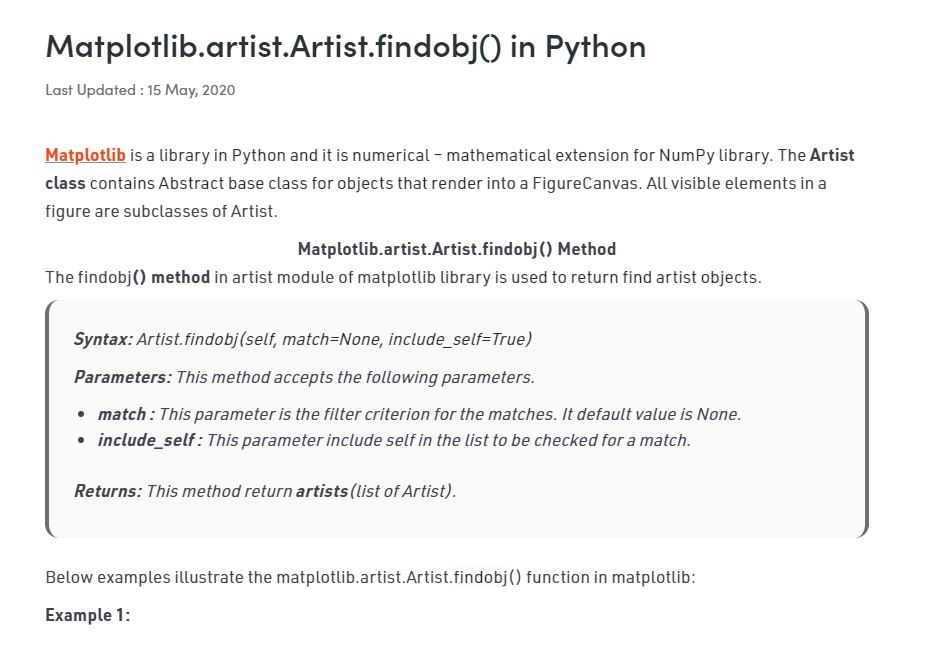 Matplotlib.artist.Artist.findobj() in Python
Last Updated : 15 May, 2020
Matplotlib is a library in Python and it is numerical – mathematical extension for NumPy library. The Artist
class contains Abstract base class for objects that render into a FigureCanvas. All visible elements in a
figure are subclasses of Artist.
Matplotlib.artist.Artist.findobj() Method
The findobj() method in artist module of matplotlib library is used to return find artist objects.
Syntax: Artist.findobj(self, match=None, include_self=True)
Parameters: This method accepts the following parameters.
• match : This parameter is the filter criterion for the matches. It default value is None.
• include_self : This parameter include self in the list to be checked for a match.
Returns: This method return artists(list of Artist).
Below examples illustrate the matplotlib.artist.Artist.findobj() function in matplotlib:
Example 1: